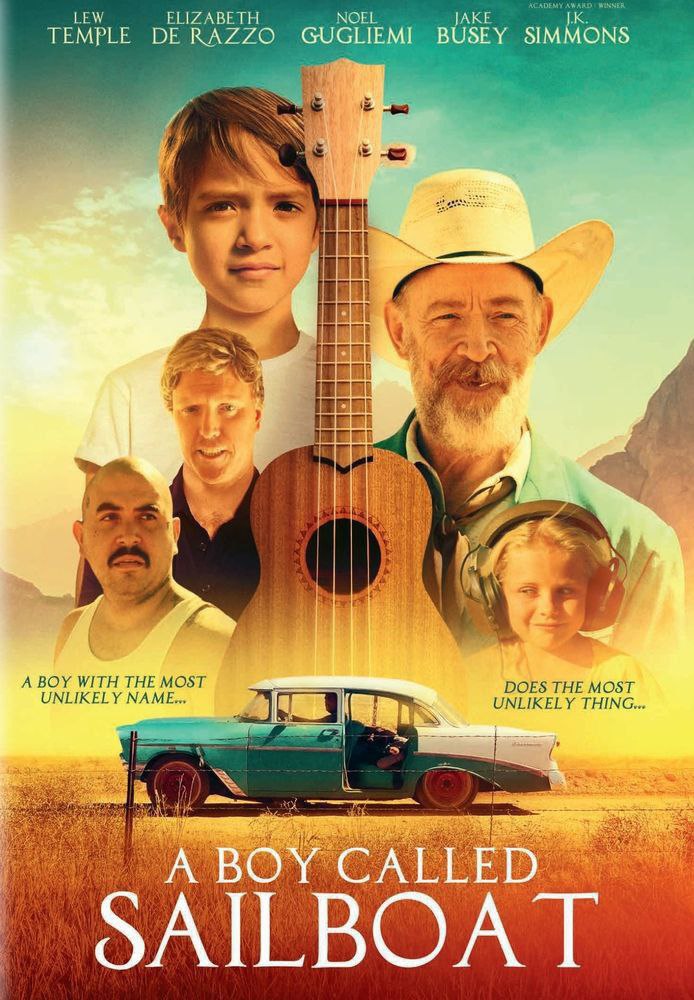 LEW TEMPLE
ELIZABETH DE RAZZO
NOEL GUGLIEMI
JAKE BUSEY
ACADEMY AWARD WINNER
J.K. SIMMONS
A BOY WITH THE MOST
UNLIKELY NAME...
DOES THE MOST
UNLIKELY THING...
A BOY CALLED
SAILBOAT